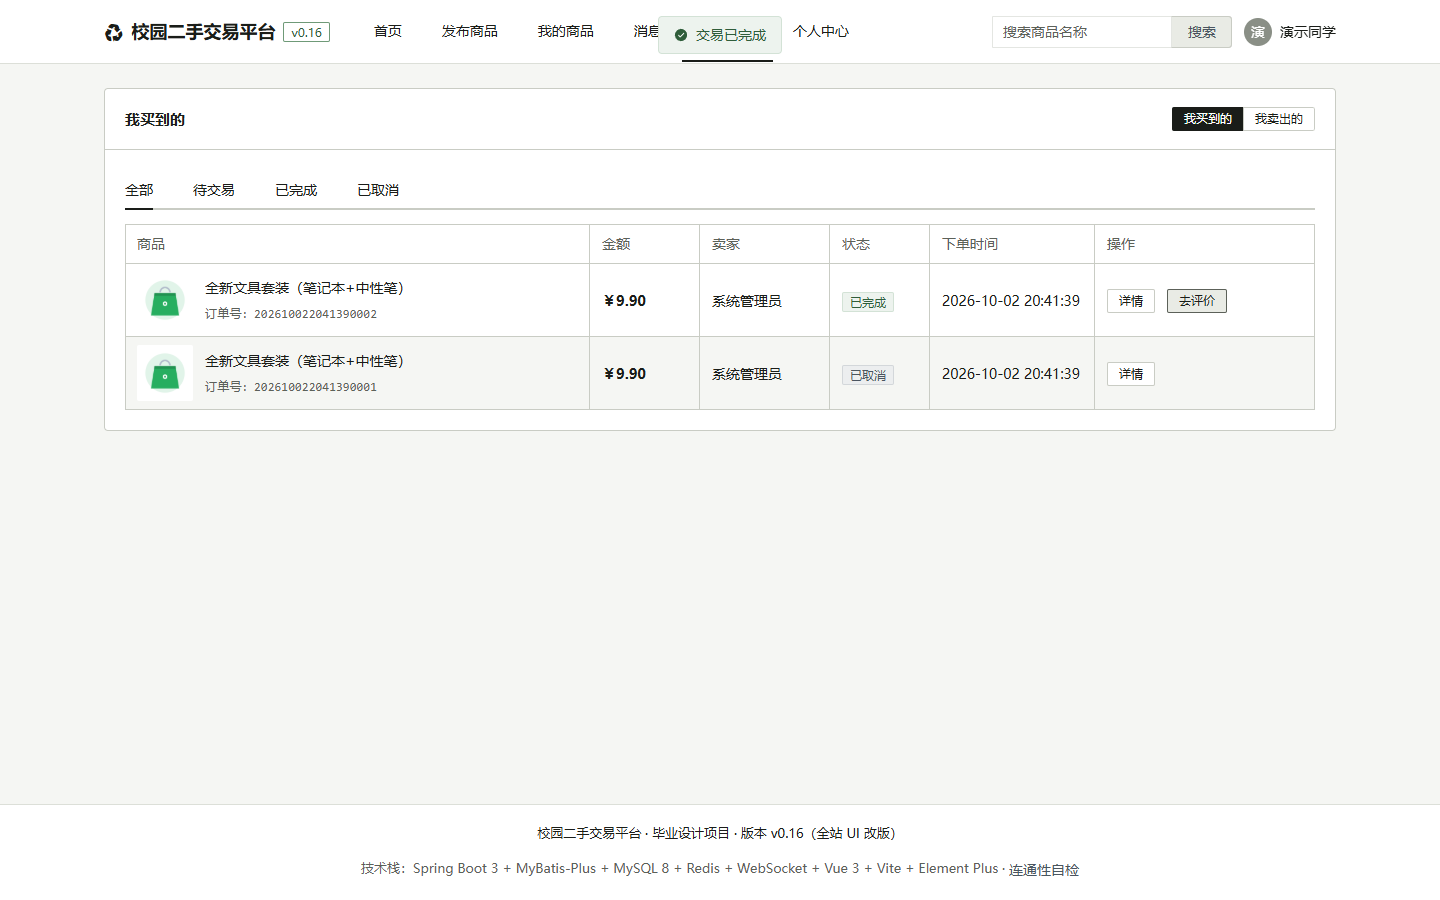 校园二手交易平台 v0.16 首页 发布商品 我的商品 消息 交易已完成 个人中心 搜索商品名称 搜索 演 演示同学
我买到的 我买到的 我卖出的
全部 待交易 已完成 已取消
商品 金额 卖家 状态 下单时间 操作
全新文具套装（笔记本+中性笔）
订单号：202610022041390002
¥9.90 系统管理员 已完成 2026-10-02 20:41:39 详情 去评价
全新文具套装（笔记本+中性笔）
订单号：202610022041390001
¥9.90 系统管理员 已取消 2026-10-02 20:41:39 详情
校园二手交易平台 · 毕业设计项目 · 版本 v0.16（全站 UI 改版）
技术栈：Spring Boot 3 + MyBatis-Plus + MySQL 8 + Redis + WebSocket + Vue 3 + Vite + Element Plus · 连通性自检